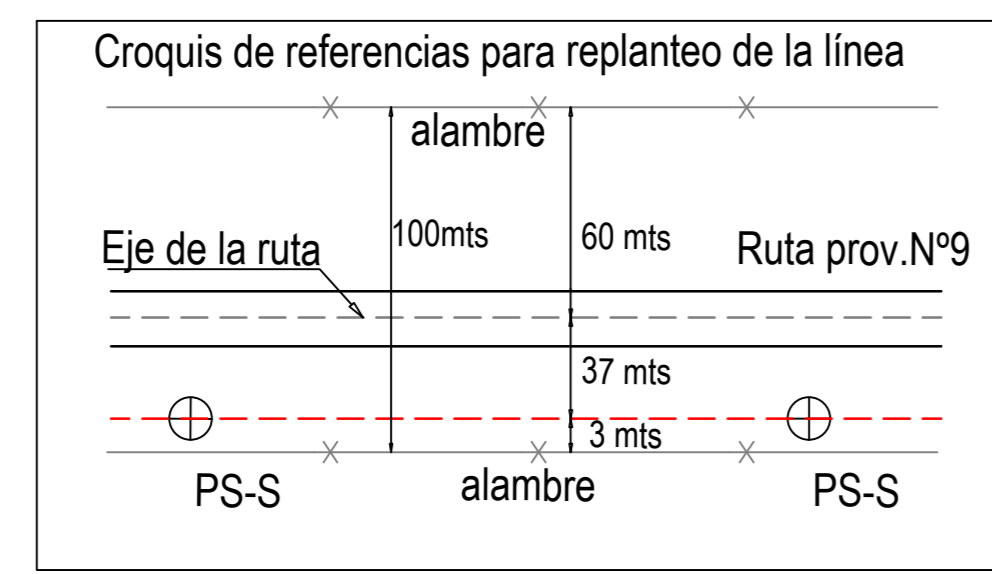 Croquis de referencias para replanteo de la línea
alambre
Eje de la ruta
100mts
60 mts
Ruta prov.Nº9
37 mts
3 mts
PS-S
alambre
PS-S